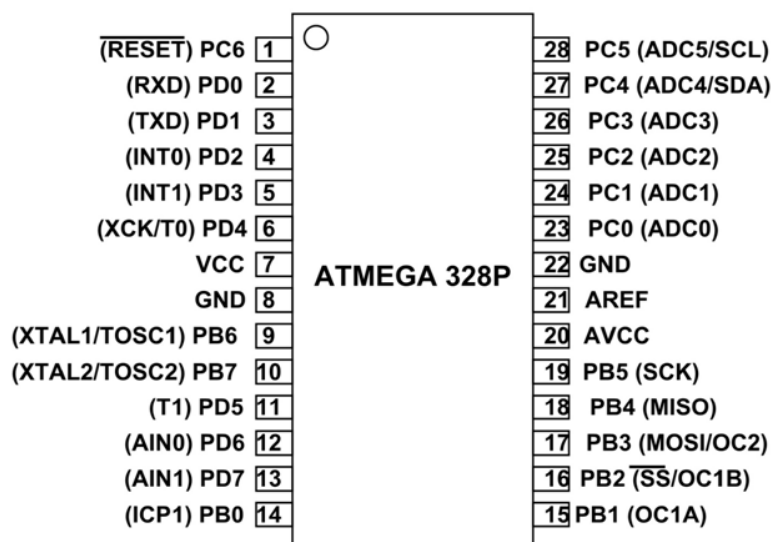 (RESET) PC6 1
(RXD) PD0 2
(TXD) PD1 3
(INT0) PD2 4
(INT1) PD3 5
(XCK/T0) PD4 6
VCC 7
GND 8
(XTAL1/TOSC1) PB6 9
(XTAL2/TOSC2) PB7 10
(T1) PD5 11
(AIN0) PD6 12
(AIN1) PD7 13
(ICP1) PB0 14
ATMEGA 328P
28 PC5 (ADC5/SCL)
27 PC4 (ADC4/SDA)
26 PC3 (ADC3)
25 PC2 (ADC2)
24 PC1 (ADC1)
23 PC0 (ADC0)
22 GND
21 AREF
20 AVCC
19 PB5 (SCK)
18 PB4 (MISO)
17 PB3 (MOSI/OC2)
16 PB2 (SS/OC1B)
15 PB1 (OC1A)